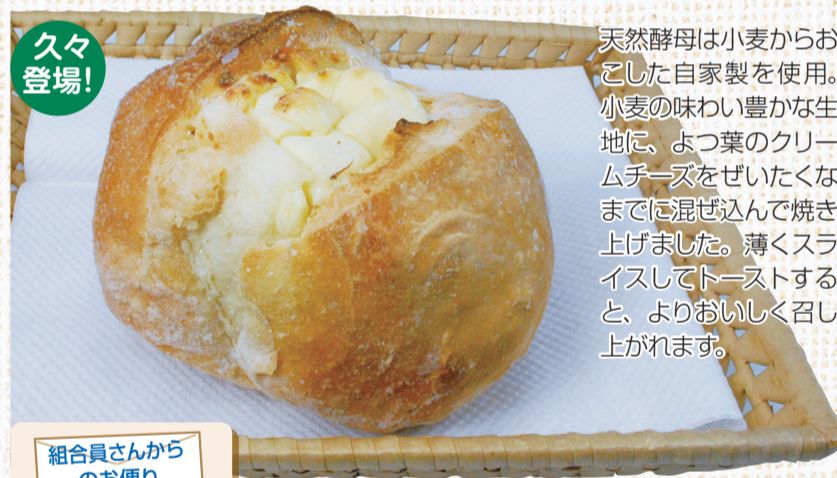 久々
登場!
天然酵母は小麦からお
こした自家製を使用。
小麦の味わい豊かな生
地に、よつ葉のクリー
ムチーズをぜいたくな
までに混ぜ込んで焼き
上げました。薄くスラ
イスしてトーストする
と、よりおいしく召し
上がれます。
組合員さんから
のお便り